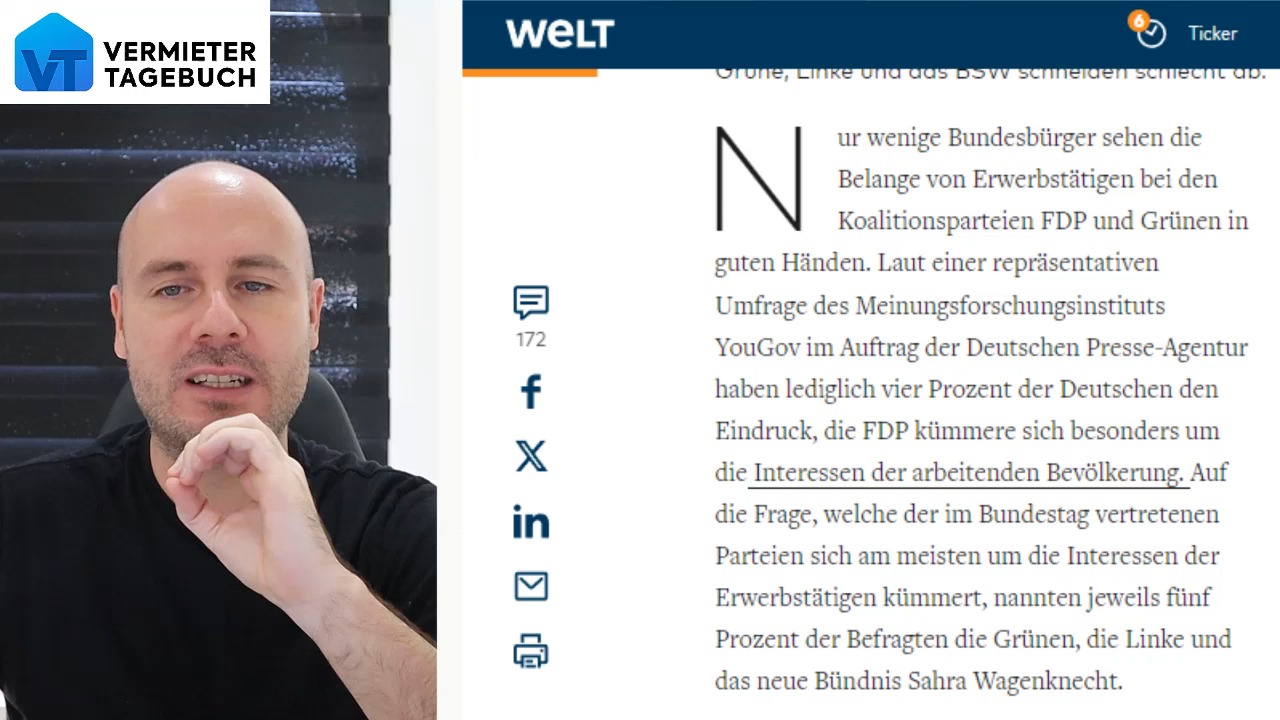 VT VERMIETER
TAGEBUCH
WELT
6
Ticker
Grüne, Linke und das BSW schneiden schlecht ab.
Nur wenige Bundesbürger sehen die
Belange von Erwerbstätigen bei den
Koalitionsparteien FDP und Grünen in
guten Händen. Laut einer repräsentativen
Umfrage des Meinungsforschungsinstituts
YouGov im Auftrag der Deutschen Presse-Agentur
haben lediglich vier Prozent der Deutschen den
Eindruck, die FDP kümmere sich besonders um
die Interessen der arbeitenden Bevölkerung. Auf
die Frage, welche der im Bundestag vertretenen
Parteien sich am meisten um die Interessen der
Erwerbstätigen kümmert, nannten jeweils fünf
Prozent der Befragten die Grünen, die Linke und
das neue Bündnis Sahra Wagenknecht.
172
f
X
in